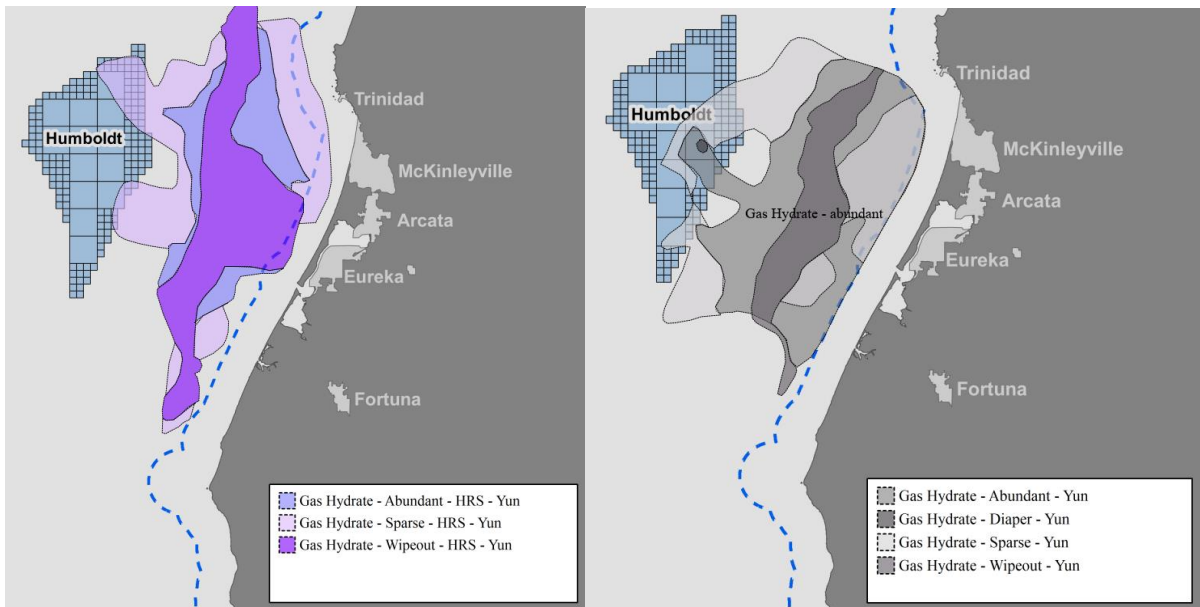 Trinidad
Humboldt
McKinleyville
Arcata
Eureka
Fortuna
Gas Hydrate - Abundant - HRS - Yun
Gas Hydrate - Sparse - HRS - Yun
Gas Hydrate - Wipeout - HRS - Yun
Trinidad
Humboldt
McKinleyville
Arcata
Gas Hydrate - abundant
Eureka
Fortuna
Gas Hydrate - Abundant - Yun
Gas Hydrate - Diaper - Yun
Gas Hydrate - Sparse - Yun
Gas Hydrate - Wipeout - Yun